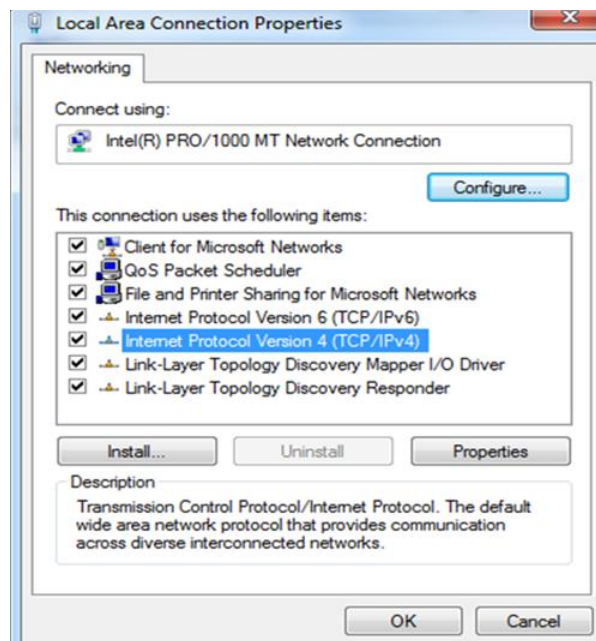 Local Area Connection Properties
Networking
Connect using:
Intel(R) PRO/1000 MT Network Connection
Configure...
This connection uses the following items:
Client for Microsoft Networks
QoS Packet Scheduler
File and Printer Sharing for Microsoft Networks
Internet Protocol Version 6 (TCP/IPv6)
Internet Protocol Version 4 (TCP/IPv4)
Link-Layer Topology Discovery Mapper I/O Driver
Link-Layer Topology Discovery Responder
Install... Uninstall Properties
Description
Transmission Control Protocol/Internet Protocol. The default
wide area network protocol that provides communication
across diverse interconnected networks.
OK Cancel